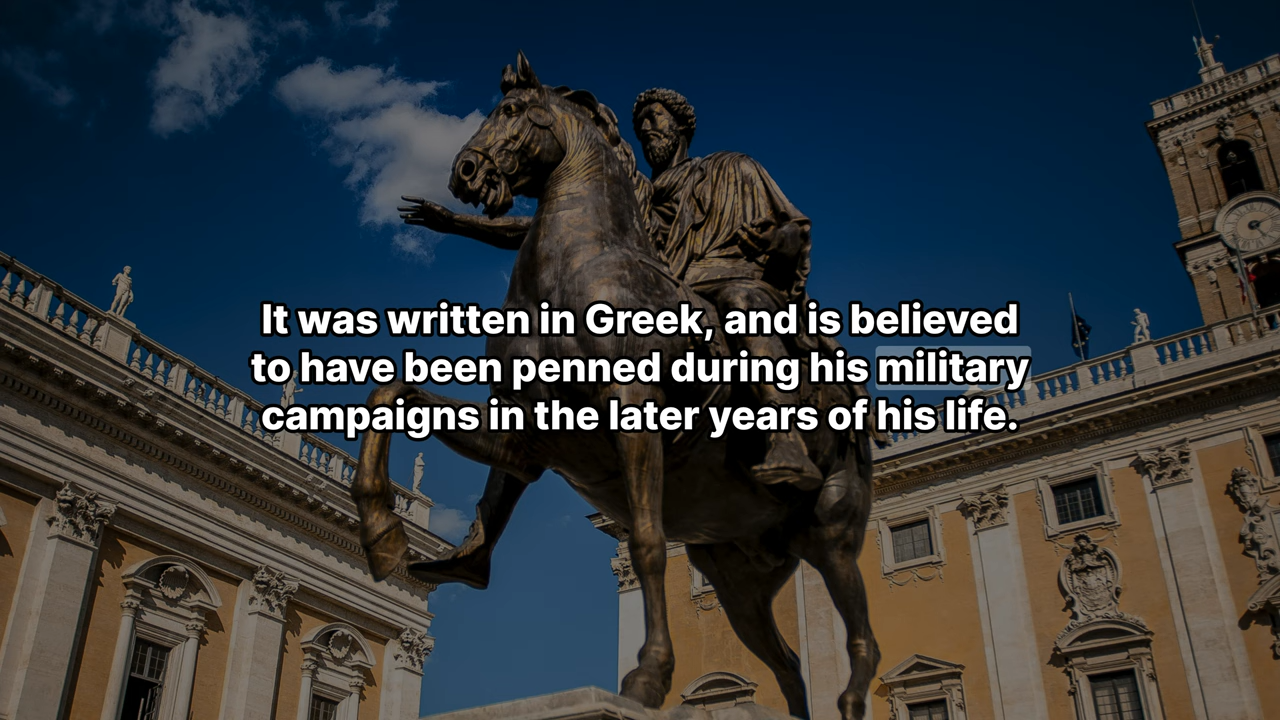 It was written in Greek, and is believed
to have been penned during his military
campaigns in the later years of his life.